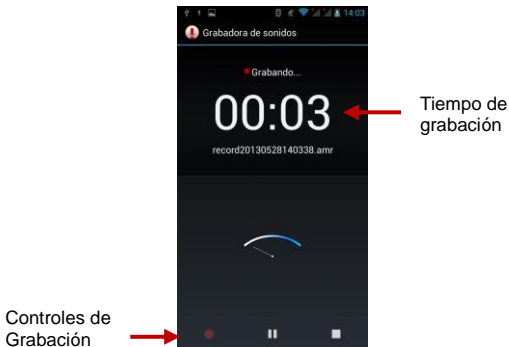 14:03
Grabadora de sonidos
Grabando...
00:03
Tiempo de
grabación
record20130528140338.amr
Controles de
Grabación